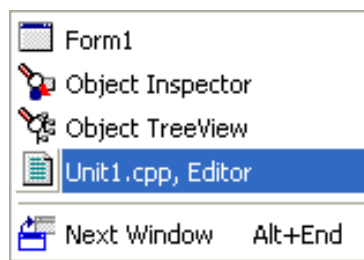 Form1
Object Inspector
Object TreeView
Unit1.cpp, Editor
Next Window Alt+End